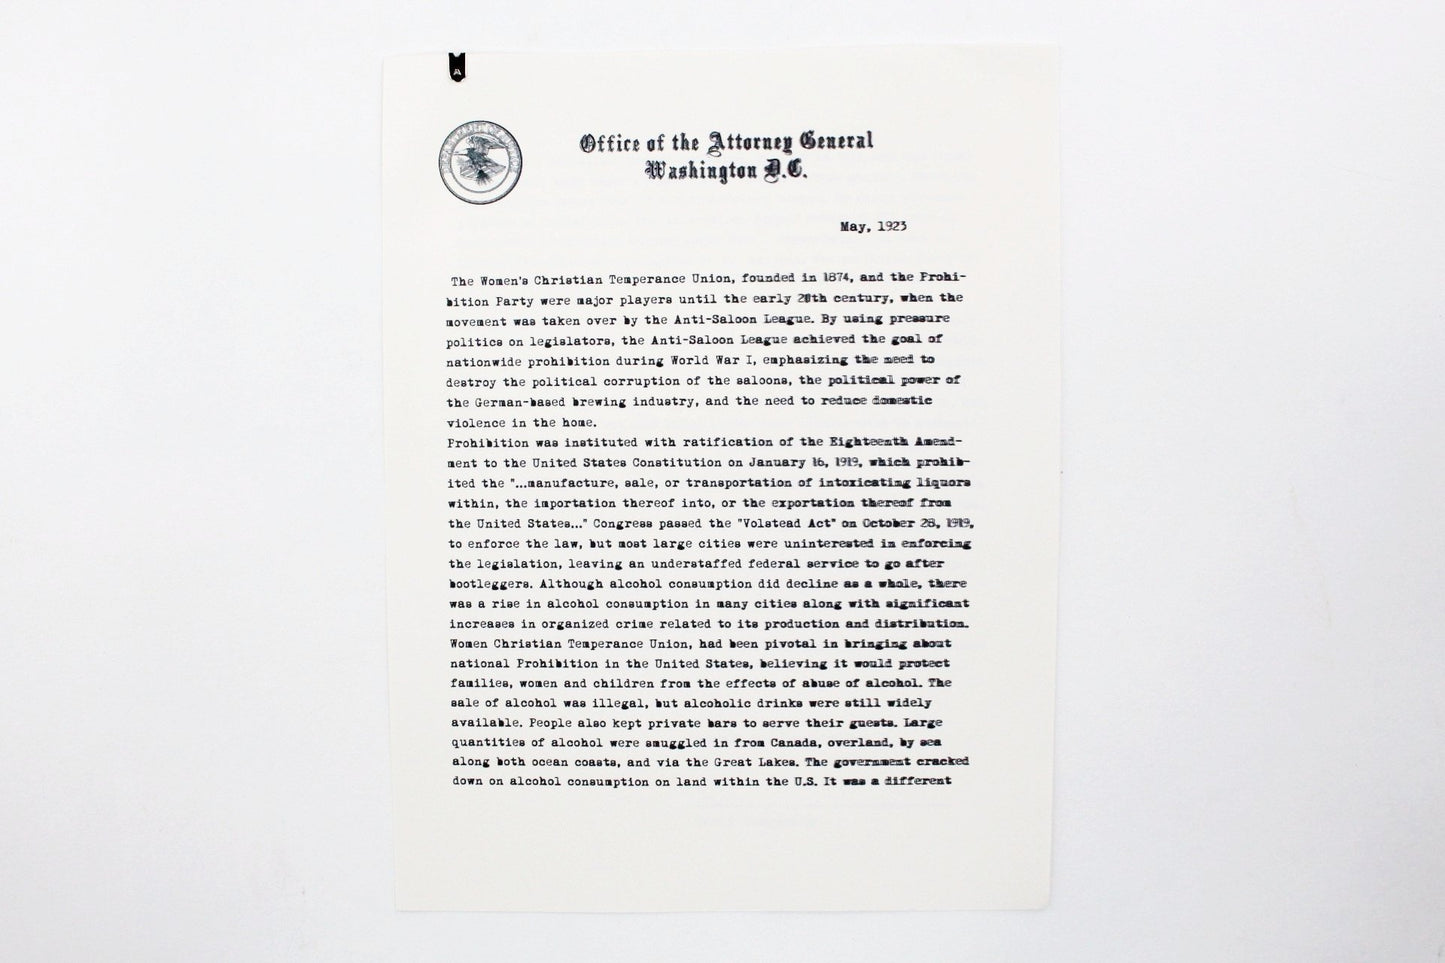 A
Office of the Attorney General
Washington D.C.
May, 1923
The Women's Christian Temperance Union, founded in 1874, and the Prohi-
bition Party were major players until the early 20th century, when the
movement was taken over by the Anti-Saloon League. By using pressure
politics on legislators, the Anti-Saloon League achieved the goal of
nationwide prohibition during World War I, emphasizing the need to
destroy the political corruption of the saloons, the political power of
the German-based brewing industry, and the need to reduce domestic
violence in the home.
Prohibition was instituted with ratification of the Eighteenth Amend-
ment to the United States Constitution on January 16, 1919, which prohib-
ited the "...manufacture, sale, or transportation of intoxicating liquors
within, the importation thereof into, or the exportation thereof from
the United States..." Congress passed the "Volstead Act" on October 28, 1919,
to enforce the law, but most large cities were uninterested in enforcing
the legislation, leaving an understaffed federal service to go after
bootleggers. Although alcohol consumption did decline as a whole, there
was a rise in alcohol consumption in many cities along with significant
increases in organized crime related to its production and distribution.
Women Christian Temperance Union, had been pivotal in bringing about
national Prohibition in the United States, believing it would protect
families, women and children from the effects of abuse of alcohol. The
sale of alcohol was illegal, but alcoholic drinks were still widely
available. People also kept private bars to serve their guests. Large
quantities of alcohol were smuggled in from Canada, overland, by sea
along both ocean coasts, and via the Great Lakes. The government cracked
down on alcohol consumption on land within the U.S. It was a different